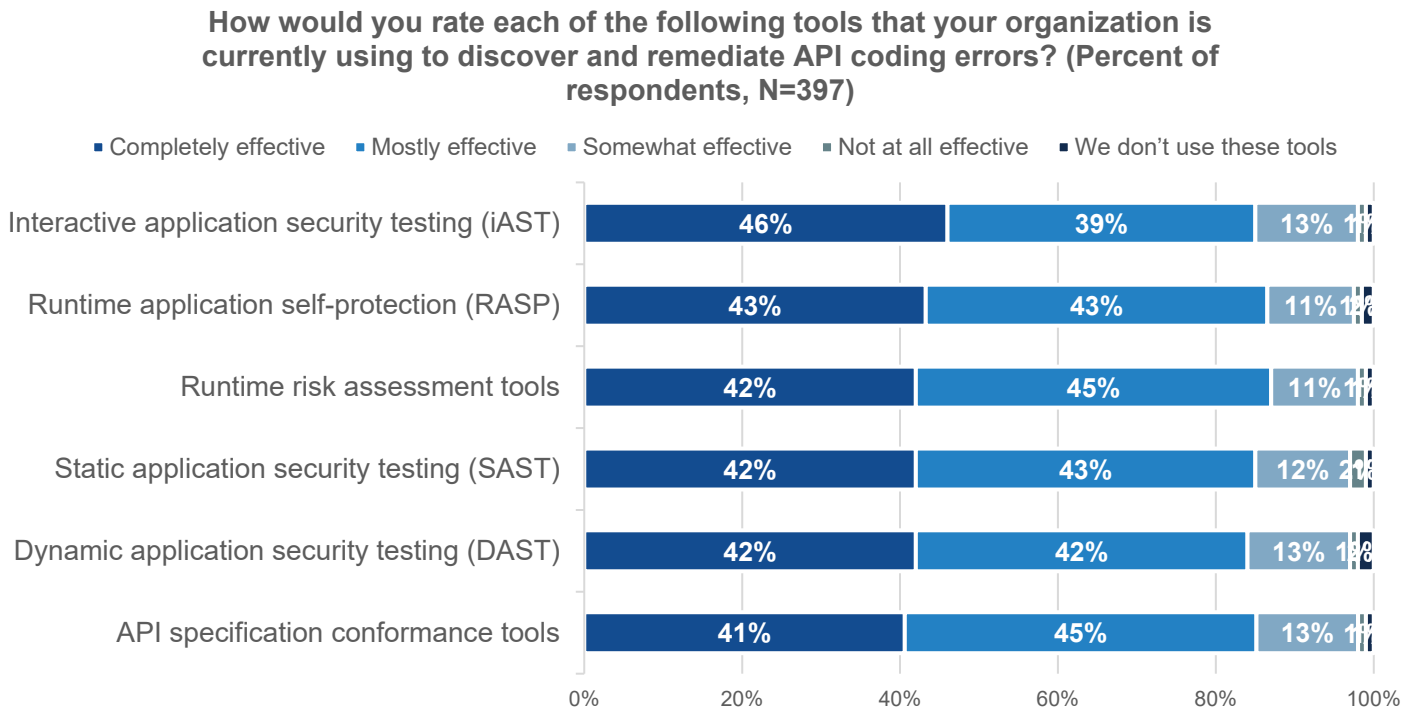 How would you rate each of the following tools that your organization is
currently using to discover and remediate API coding errors? (Percent of
respondents, N=397)
Completely effective Mostly effective Somewhat effective Not at all effective We don’t use these tools
Interactive application security testing (iAST) 46% 39% 13% 1%
Runtime application self-protection (RASP) 43% 43% 11%
Runtime risk assessment tools 42% 45% 11% 1%
Static application security testing (SAST) 42% 43% 12%
Dynamic application security testing (DAST) 42% 42% 13%
API specification conformance tools 41% 45% 13% 1%
0% 20% 40% 60% 80% 100%